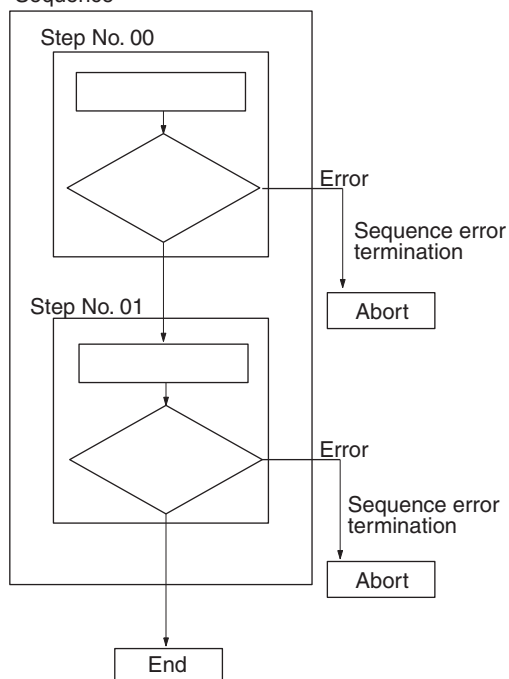 Sequence
Step No. 00
Error
Sequence error
termination
Abort
Step No. 01
Error
Sequence error
termination
Abort
End